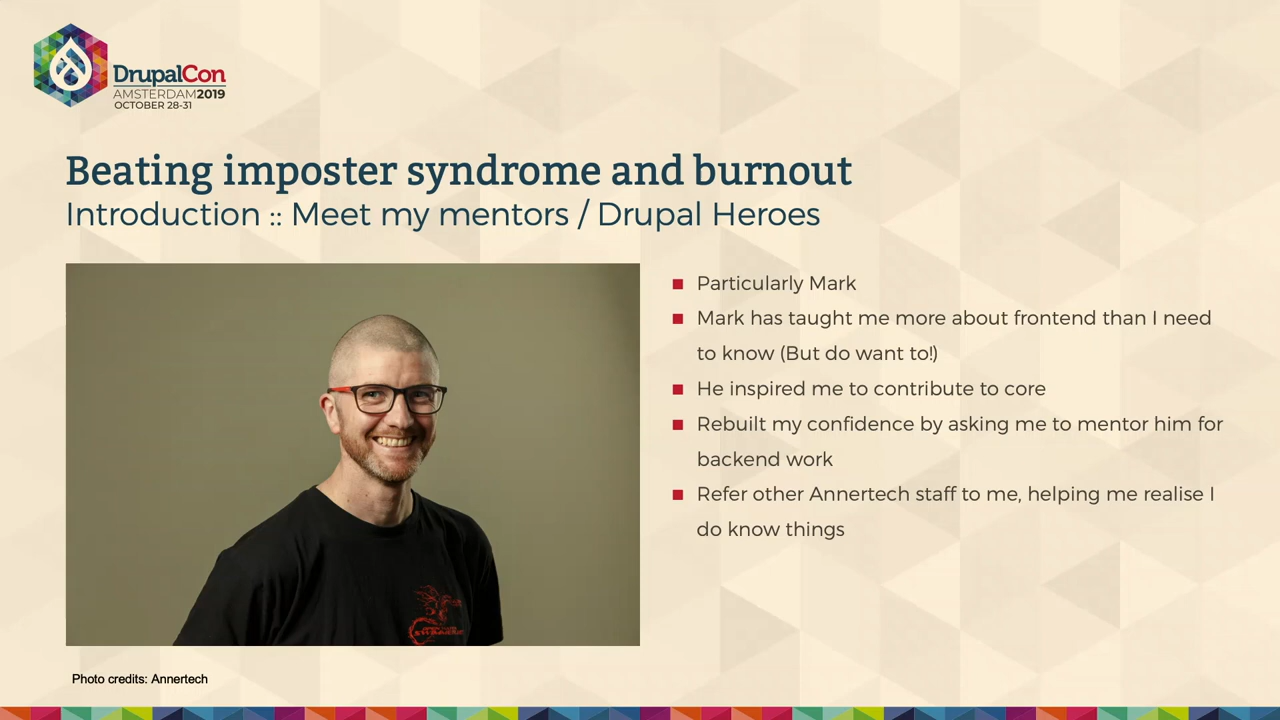 DrupalCon
AMSTERDAM2019
OCTOBER 28-31
Beating imposter syndrome and burnout
Introduction :: Meet my mentors / Drupal Heroes
Particularly Mark
Mark has taught me more about frontend than I need
to know (But do want to!)
He inspired me to contribute to core
Rebuilt my confidence by asking me to mentor him for
backend work
Refer other Annertech staff to me, helping me realise I
do know things
Photo credits: Annertech